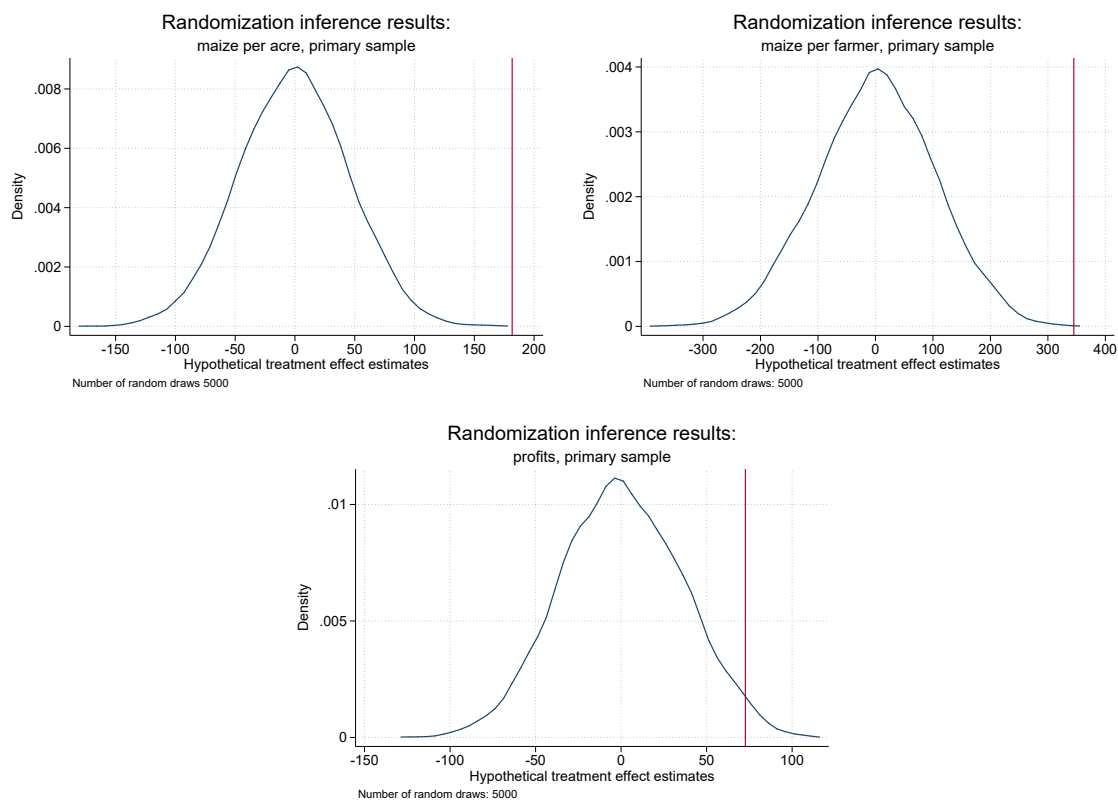 Randomization inference results:
maize per acre, primary sample
.008
.006
.004
.002
0
Density
-150 -100 -50 0 50 100 150 200
Hypothetical treatment effect estimates
Number of random draws 5000
Randomization inference results:
maize per farmer, primary sample
.004
.003
.002
.001
0
Density
-300 -200 -100 0 100 200 300 400
Hypothetical treatment effect estimates
Number of random draws: 5000
Randomization inference results:
profits, primary sample
.01
.005
0
Density
-150 -100 -50 0 50 100
Hypothetical treatment effect estimates
Number of random draws: 5000